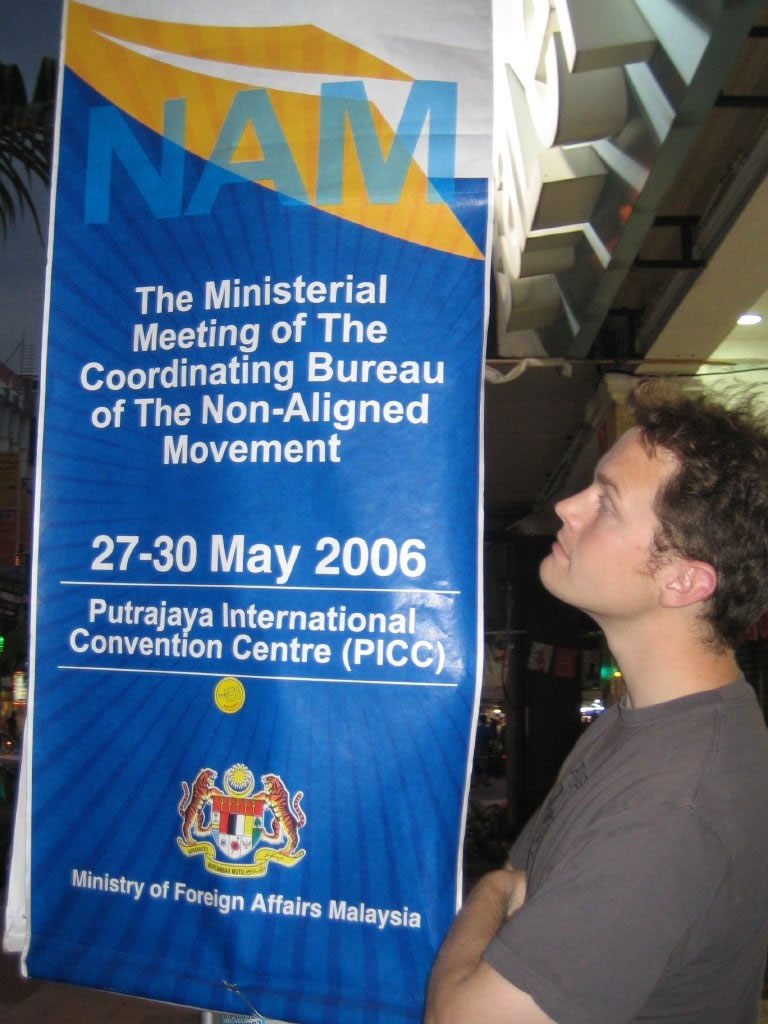 NAM
The Ministerial
Meeting of The
Coordinating Bureau
of The Non-Aligned
Movement
27-30 May 2006
Putrajaya International
Convention Centre (PICC)
Ministry of Foreign Affairs Malaysia